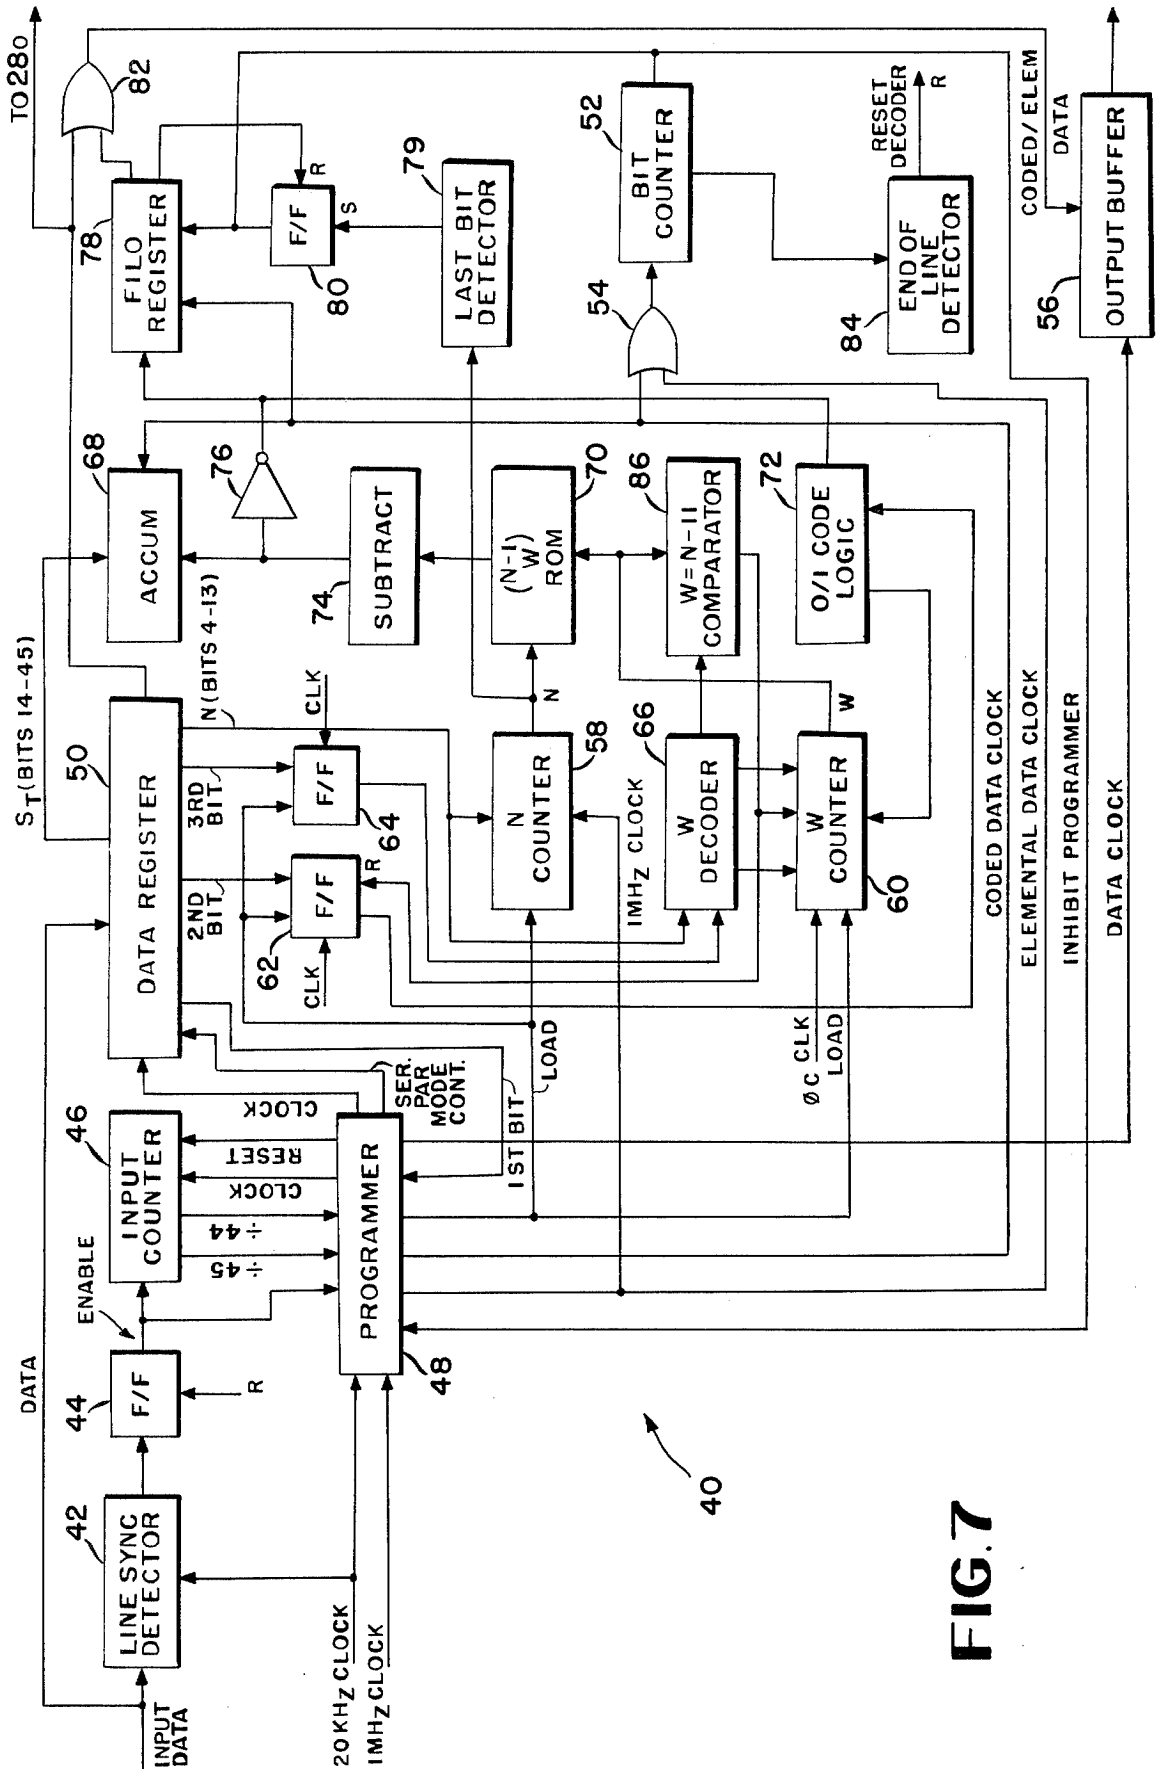 INPUT
DATA
DATA
42
LINE SYNC
DETECTOR
44
F/F
R
ENABLE
46
INPUT
COUNTER
÷45
÷44
CLOCK
RESET
CLOCK
20KHZ CLOCK
1MHZ CLOCK
PROGRAMMER
48
SER.
PAR
MODE
CONT.
1ST BIT
LOAD
50
DATA REGISTER
ST(BITS 14-45)
2ND
BIT
3RD
BIT
N(BITS 4-13)
62
F/F
CLK
R
64
F/F
CLK
N
COUNTER
58
N
1MHZ CLOCK
66
W
DECODER
W
COUNTER
60
W
ØC CLK
LOAD
68
ACCUM
76
74
SUBTRACT
(N-1)
W
ROM
70
86
W=N-11
COMPARATOR
72
0/1 CODE
LOGIC
TO 280
82
78
FILO
REGISTER
80
F/F
R
S
79
LAST BIT
DETECTOR
54
52
BIT
COUNTER
84
END OF
LINE
DETECTOR
RESET
DECODER
R
CODED/ELEM
DATA
56
OUTPUT BUFFER
CODED DATA CLOCK
ELEMENTAL DATA CLOCK
INHIBIT PROGRAMMER
DATA CLOCK
40
FIG.7